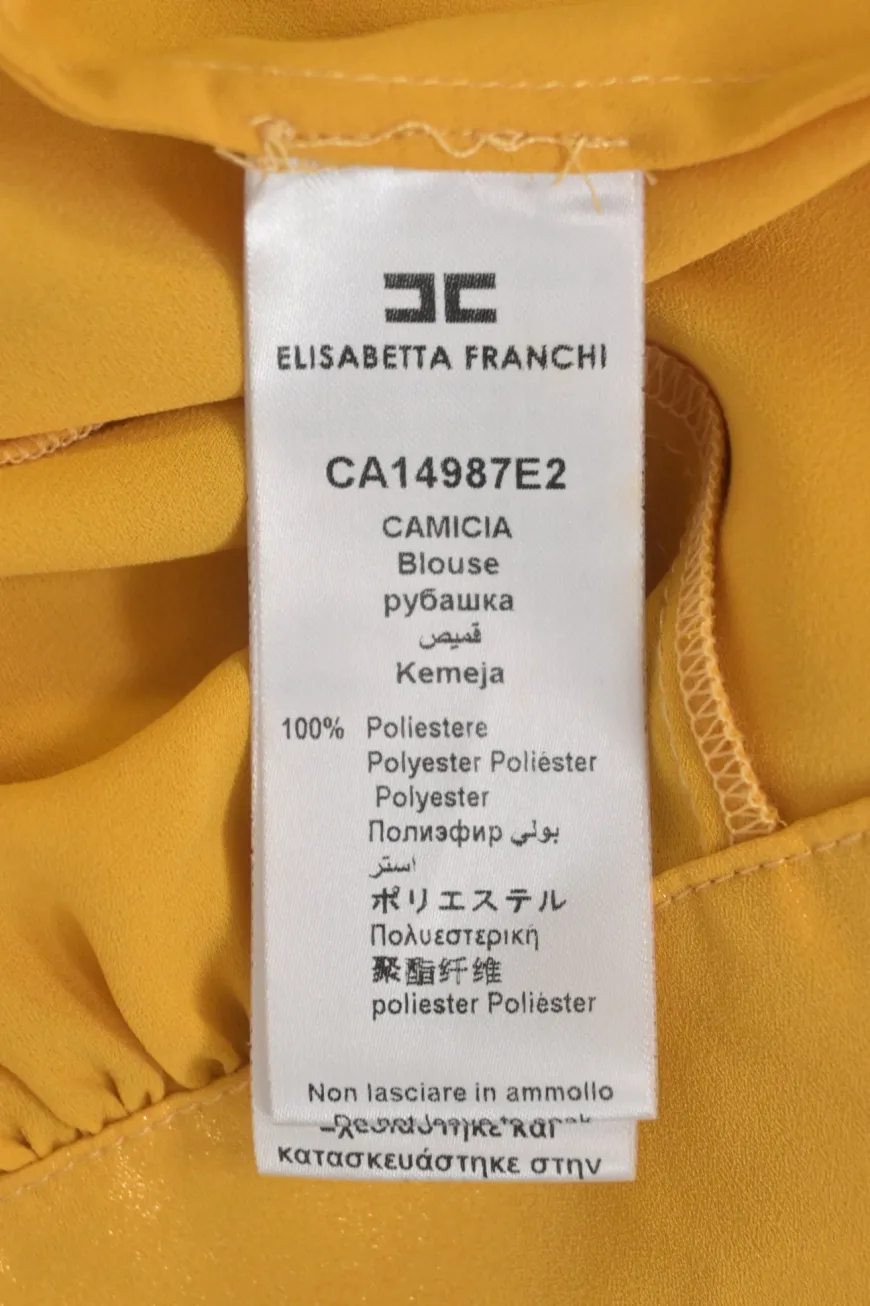 ELISABETTA FRANCHI
CA14987E2
CAMICIA
Blouse
рубашка
قميص
Kemeja
100% Poliestere
Polyester Poliéster
Polyester
Полиэфир بولي
استر
ポリエステル
Πολυεστερική
聚酯纤维
poliester Poliéster
Non lasciare in ammollo
και
κατασκευάστηκε στην